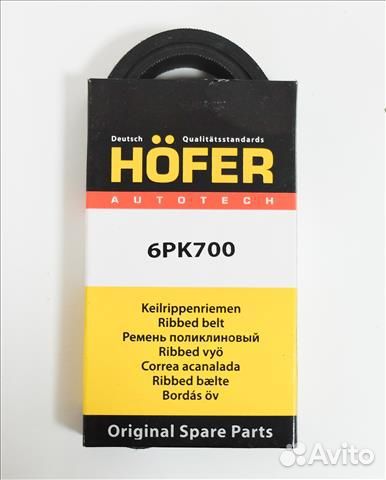 Deutsch Qualitätsstandards
HÖFER
AUTOTECH
6PK700
Keilrippenriemen
Ribbed belt
Ремень поликлиновый
Ribbed vyö
Correa acanalada
Ribbed bælte
Bordás öv
Original Spare Parts
Avito